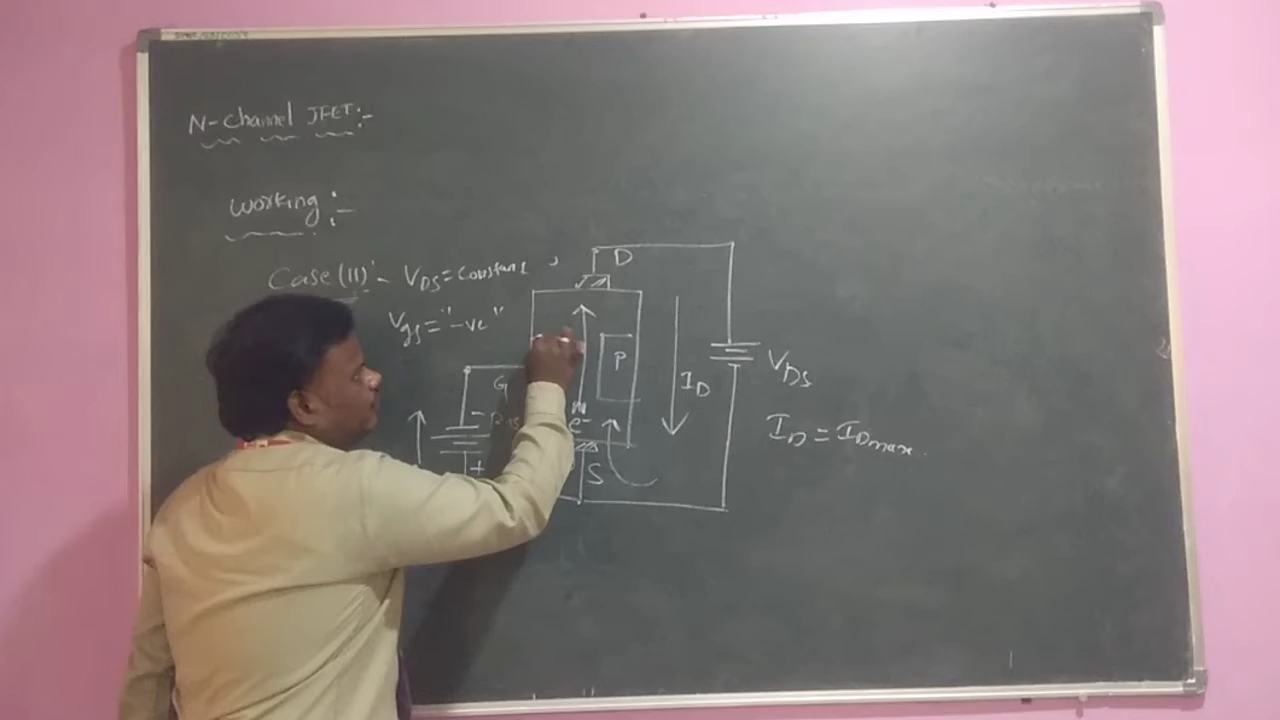 N-Channel JFET:-
Working:-
Case (II)'- VDS = Constant,
Vgs = "-ve"
D
G
P
ID
VDS
ID = IDmax.
-
e-
+
S